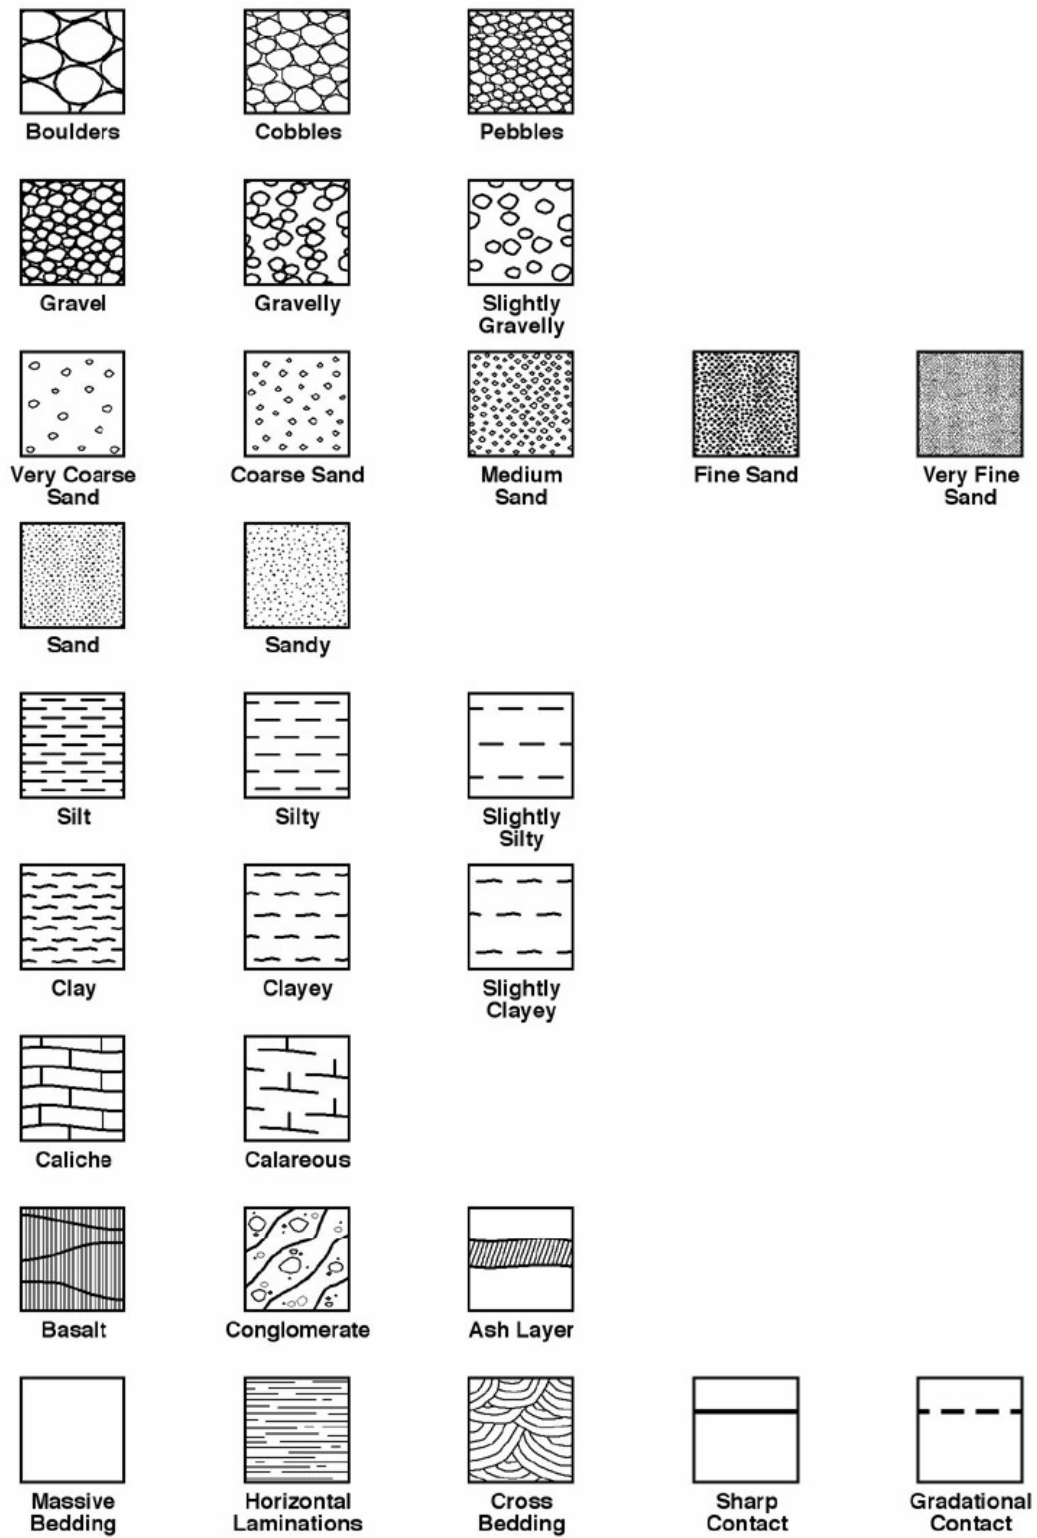 Boulders
Cobbles
Pebbles
Gravel
Gravelly
Slightly
Gravelly
Very Coarse
Sand
Coarse Sand
Medium
Sand
Fine Sand
Very Fine
Sand
Sand
Sandy
Silt
Silty
Slightly
Silty
Clay
Clayey
Slightly
Clayey
Caliche
Calareous
Basalt
Conglomerate
Ash Layer
Massive
Bedding
Horizontal
Laminations
Cross
Bedding
Sharp
Contact
Gradational
Contact